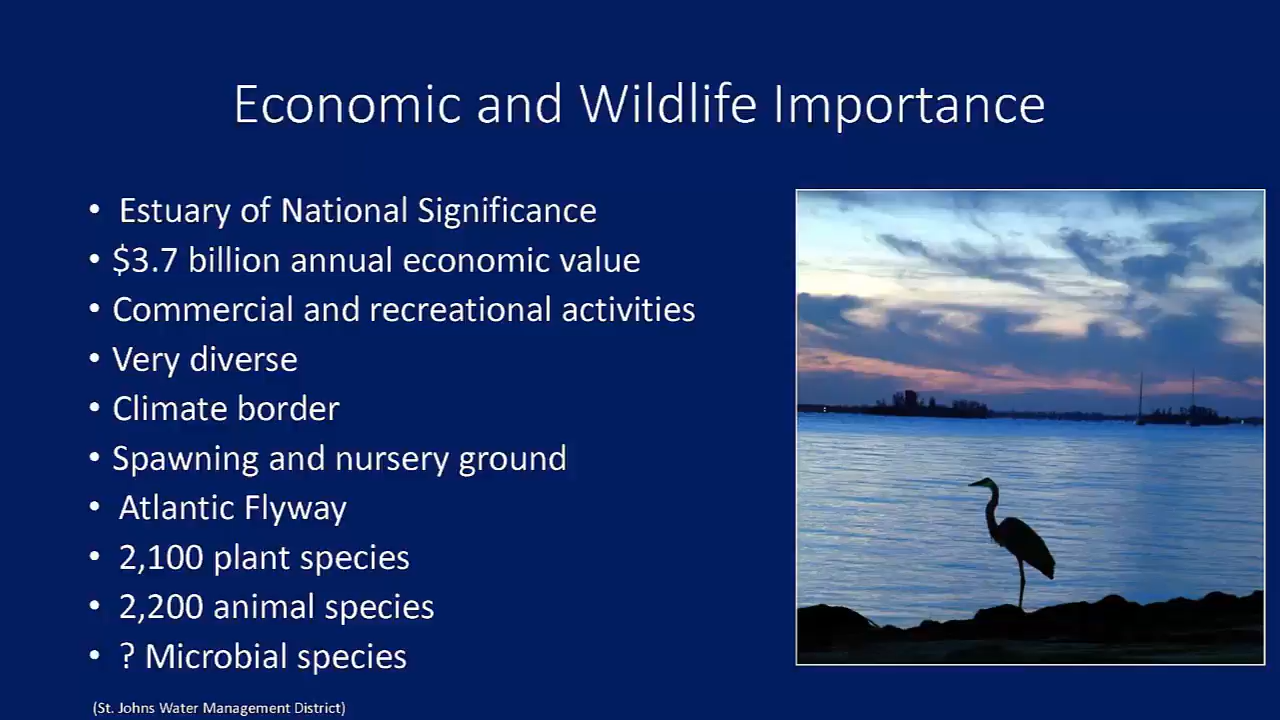 Economic and Wildlife Importance
• Estuary of National Significance
• $3.7 billion annual economic value
• Commercial and recreational activities
• Very diverse
• Climate border
• Spawning and nursery ground
• Atlantic Flyway
• 2,100 plant species
• 2,200 animal species
• ? Microbial species
(St. Johns Water Management District)